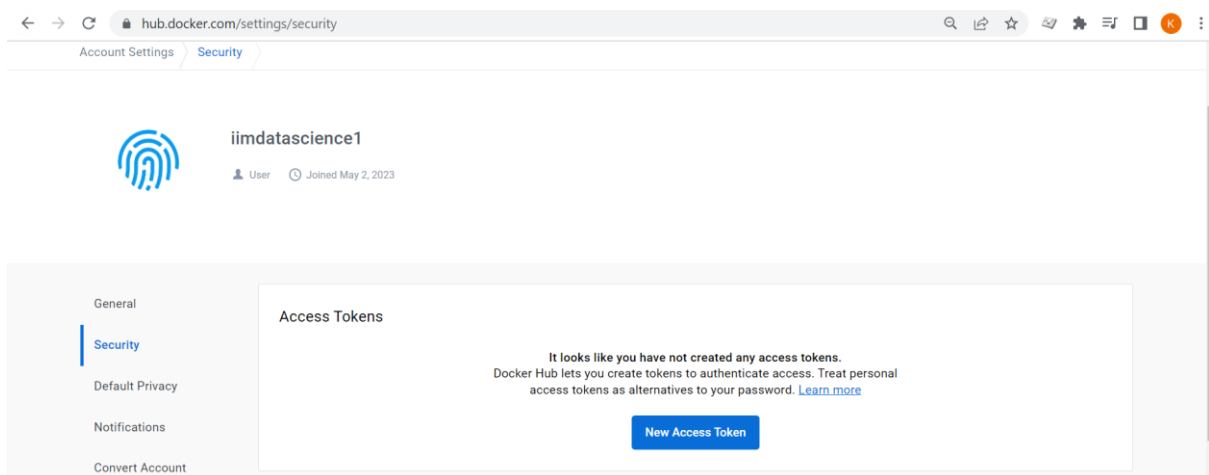 hub.docker.com/settings/security
K
Account Settings Security
iimdatascience1
User Joined May 2, 2023
General
Security
Default Privacy
Notifications
Convert Account
Access Tokens
It looks like you have not created any access tokens.
Docker Hub lets you create tokens to authenticate access. Treat personal
access tokens as alternatives to your password. Learn more
New Access Token